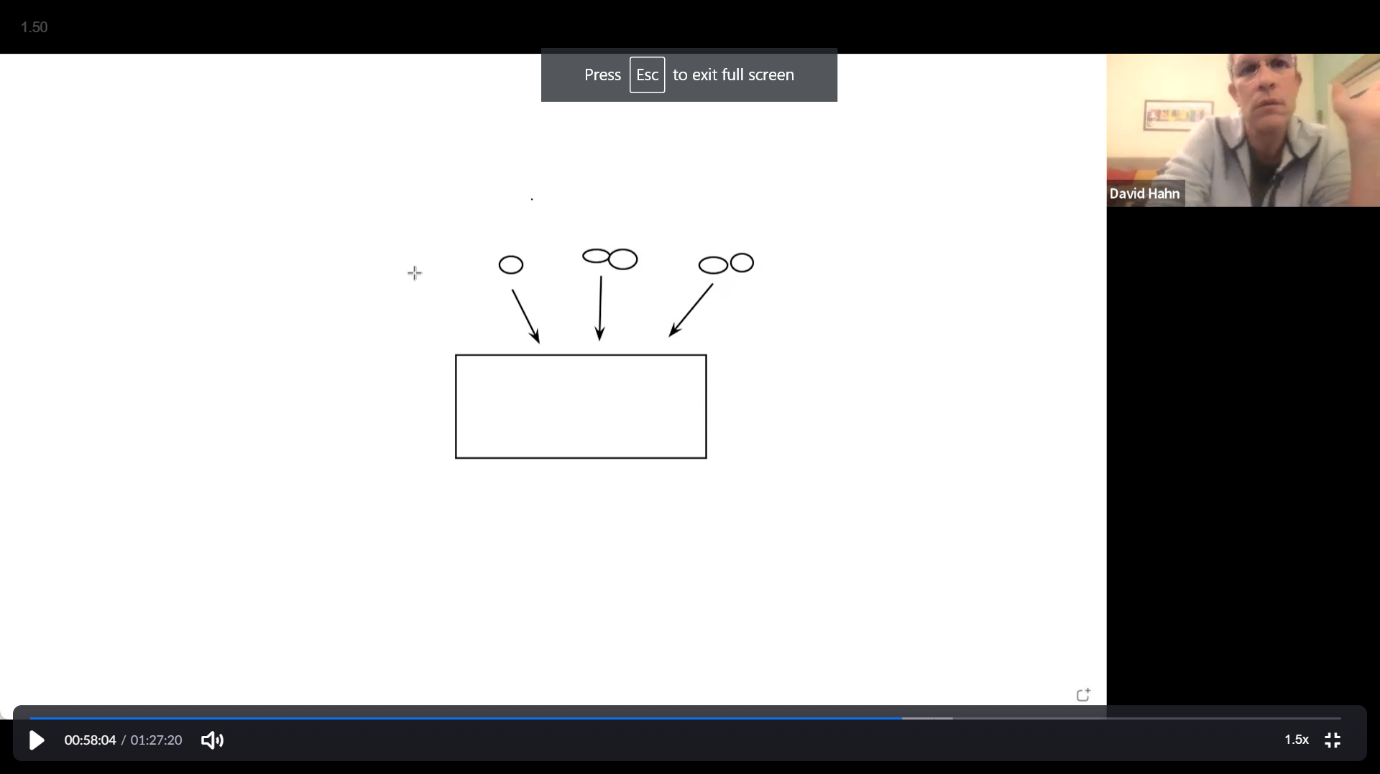 1.50
Press Esc to exit full screen
David Hahn
00:58:04 / 01:27:20
1.5x